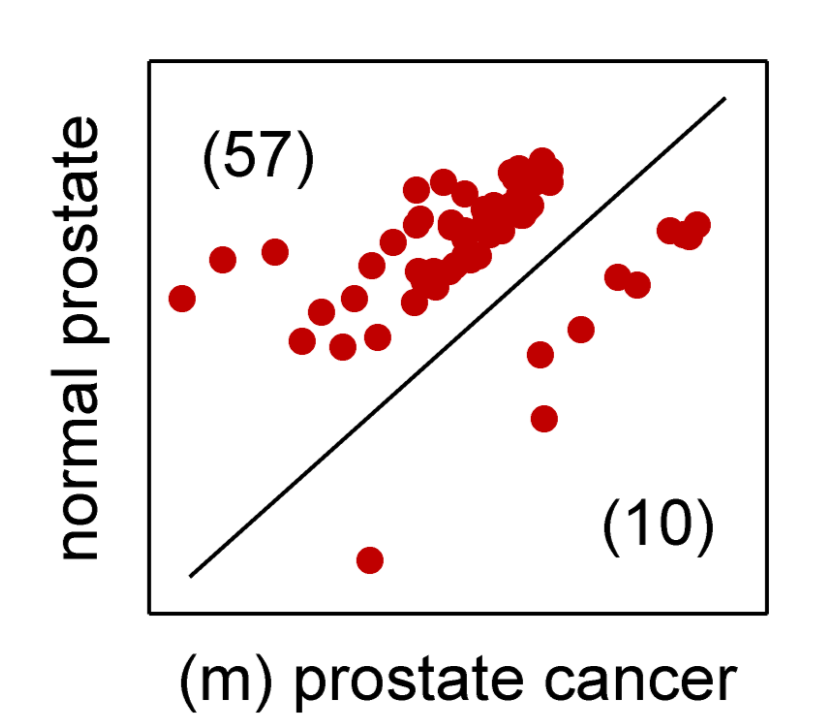 (57)
normal prostate
(10)
(m) prostate cancer